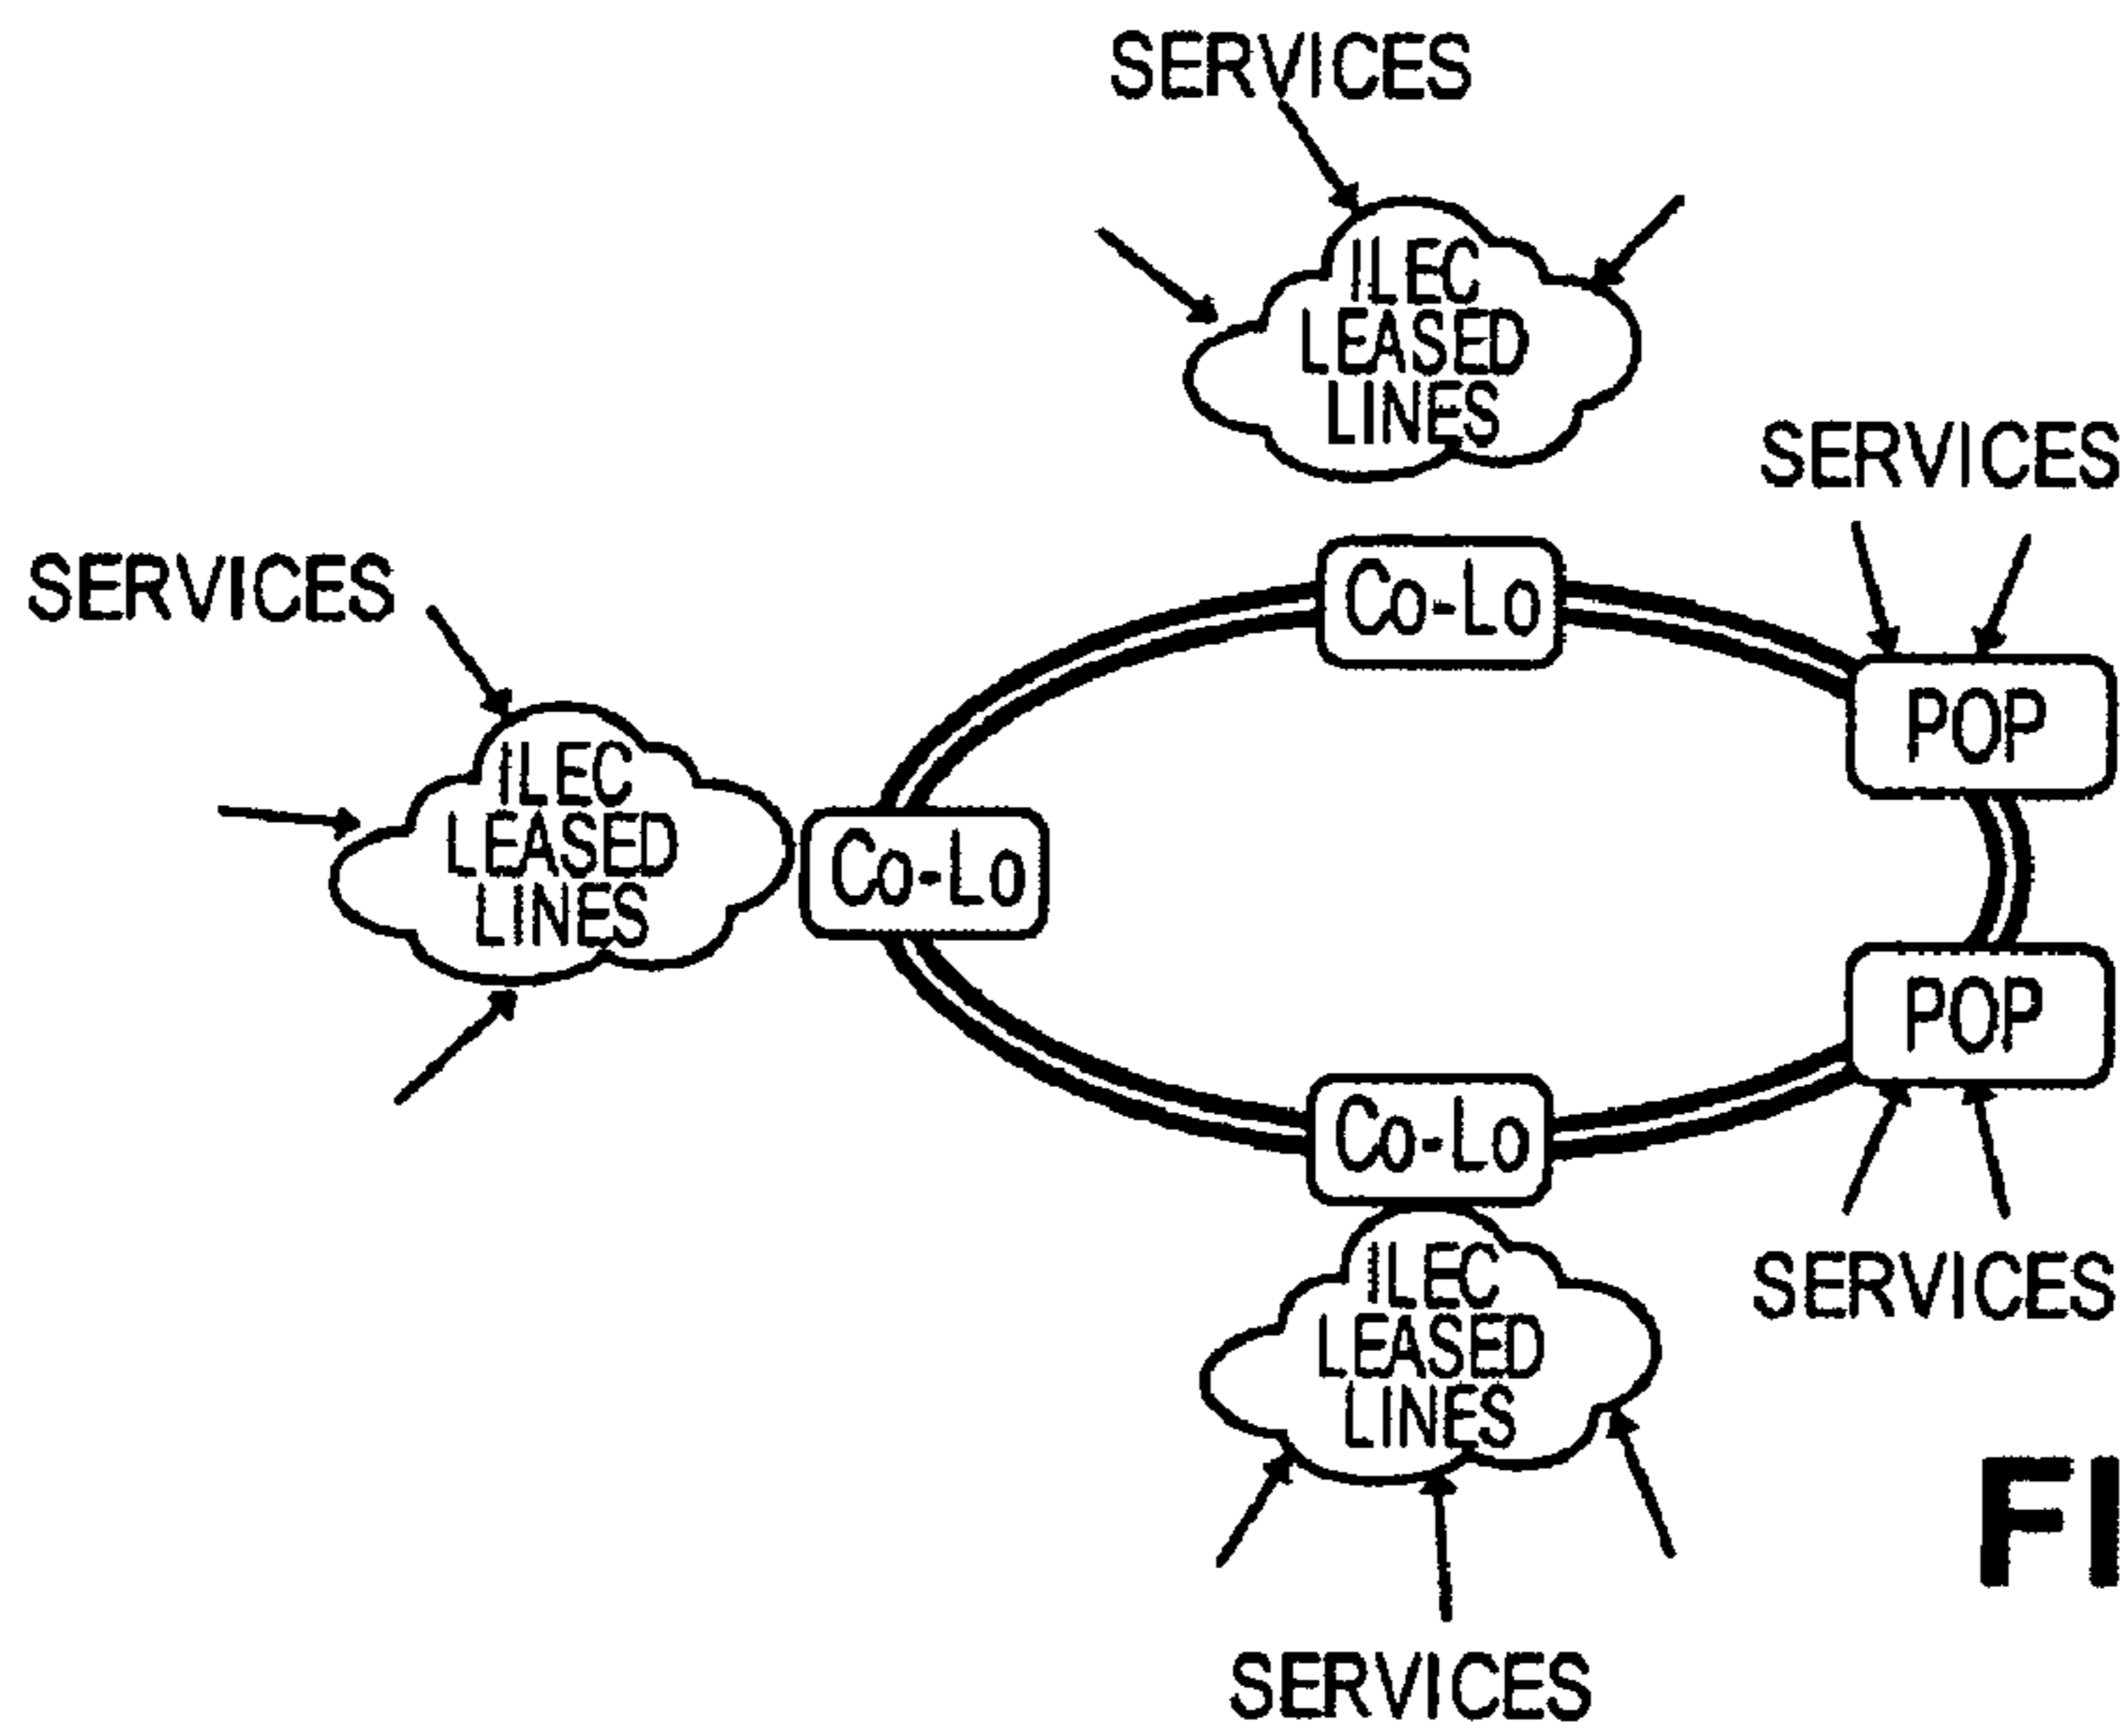 SERVICES
ILEC
LEASED
LINES
SERVICES
SERVICES
Co-Lo
POP
ILEC
LEASED
LINES
Co-Lo
POP
Co-Lo
ILEC
LEASED
LINES
SERVICES
FI
SERVICES